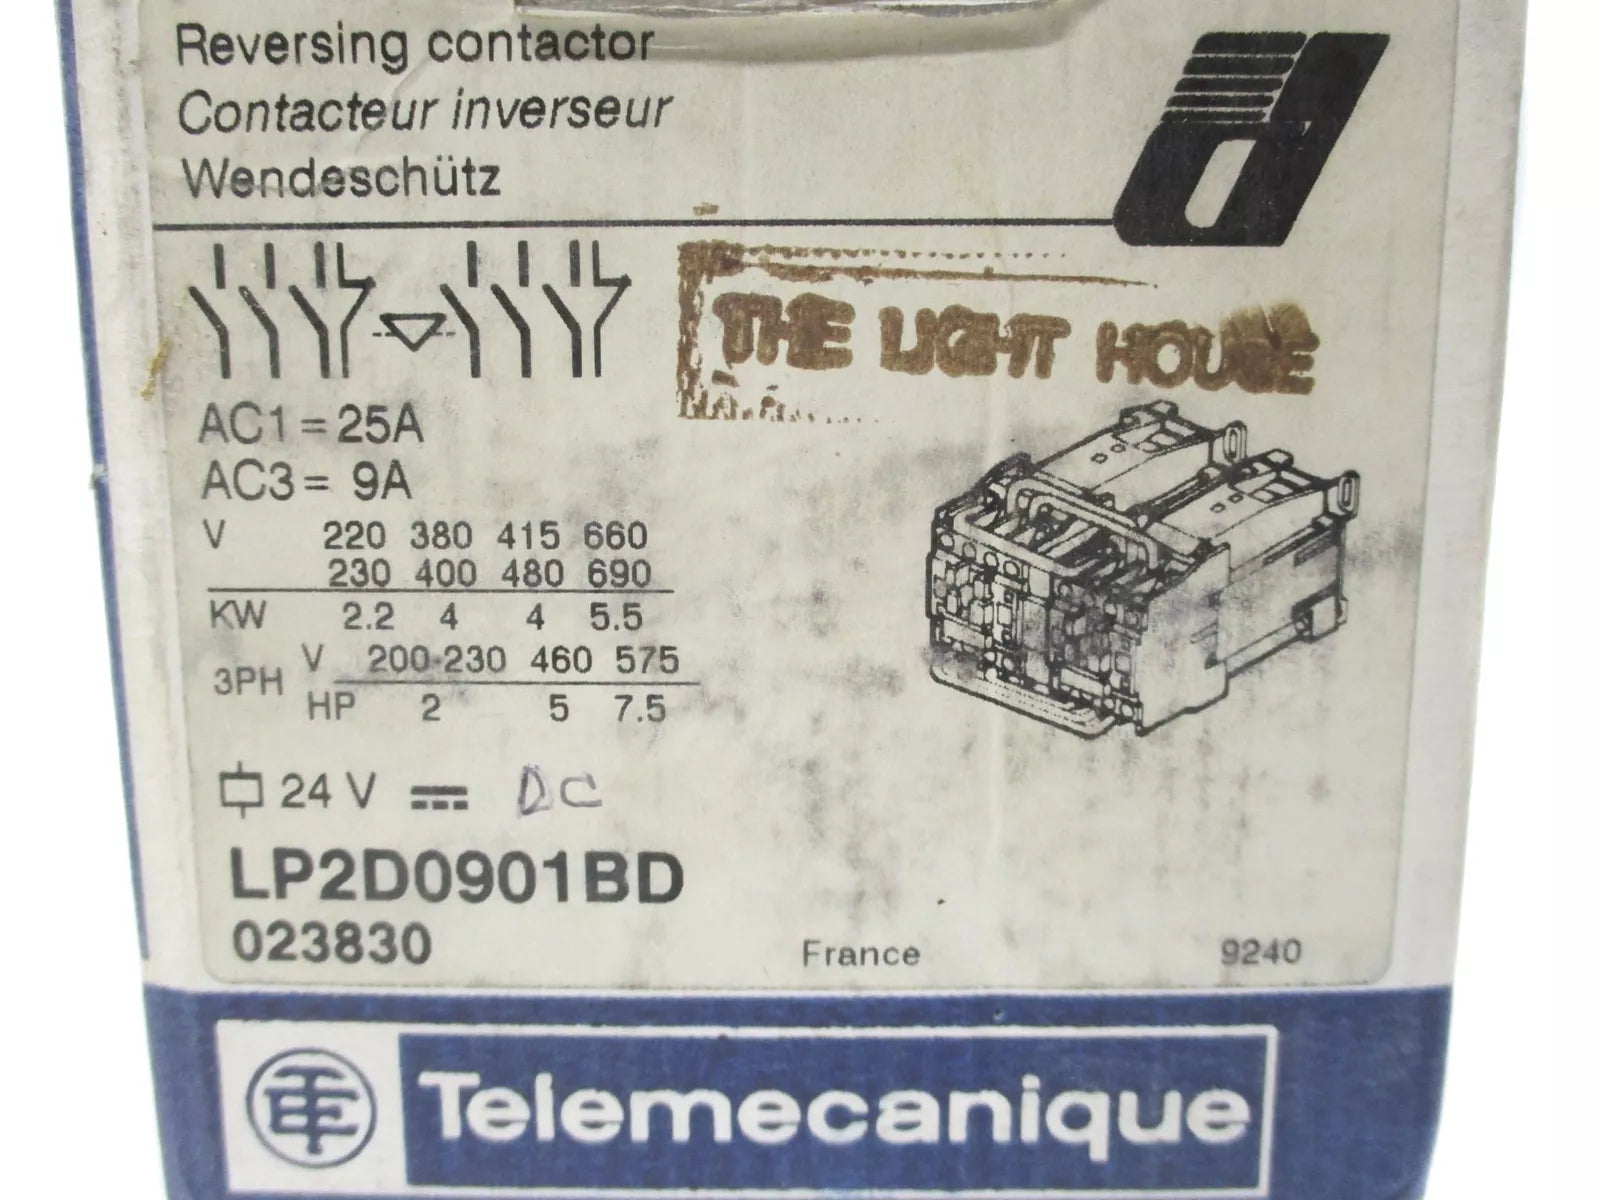 Reversing contactor
Contacteur inverseur
Wendeschütz
THE LIGHT HOUSE
AC1 = 25A
AC3 = 9A
V 220 380 415 660
230 400 480 690
KW 2.2 4 4 5.5
3PH V 200-230 460 575
HP 2 5 7.5
24 V DC
LP2D0901BD
023830
France 9240
Telemecanique